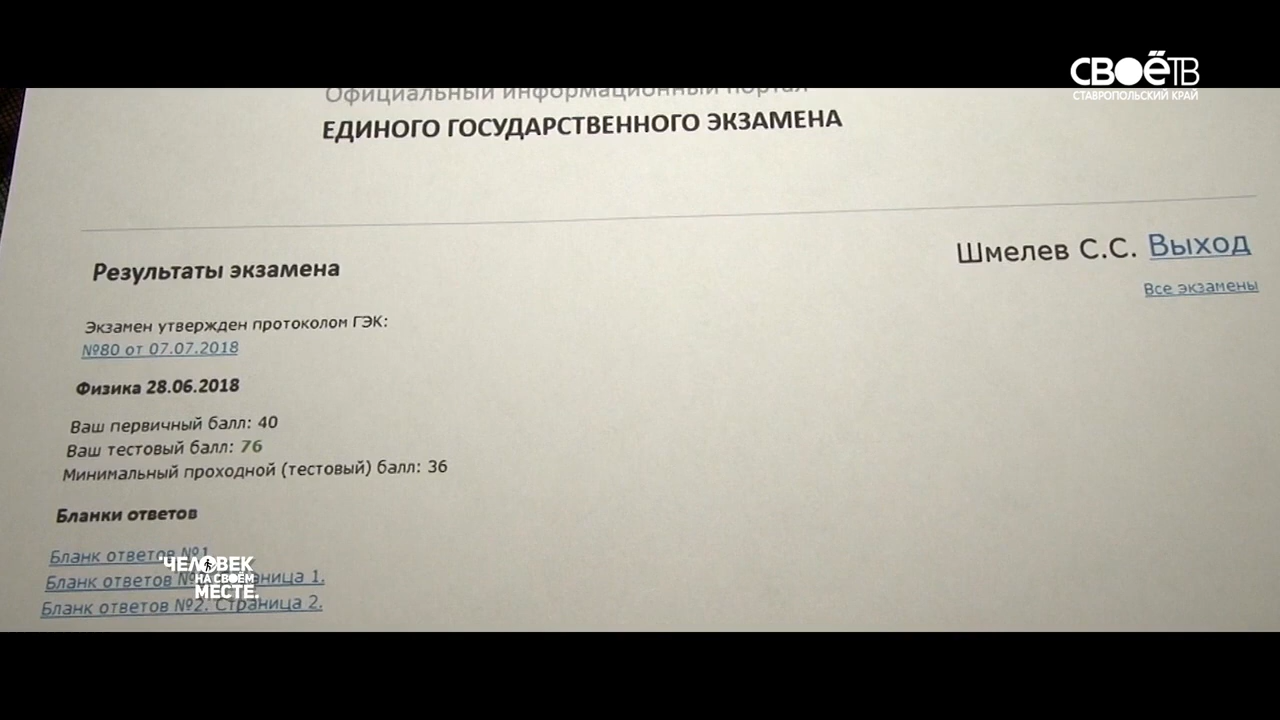 СВОЁТВ
СТАВРОПОЛЬСКИЙ КРАЙ
Официальный информационный портал
ЕДИНОГО ГОСУДАРСТВЕННОГО ЭКЗАМЕНА
Шмелев С.С. Выход
Все экзамены
Результаты экзамена
Экзамен утвержден протоколом ГЭК:
№80 от 07.07.2018
Физика 28.06.2018
Ваш первичный балл: 40
Ваш тестовый балл: 76
Минимальный проходной (тестовый) балл: 36
Бланки ответов
Бланк ответов №1
Бланк ответов №2. Страница 1.
Бланк ответов №2. Страница 2.
ЧЕЛОВЕК
НА СВОЁМ
МЕСТЕ.